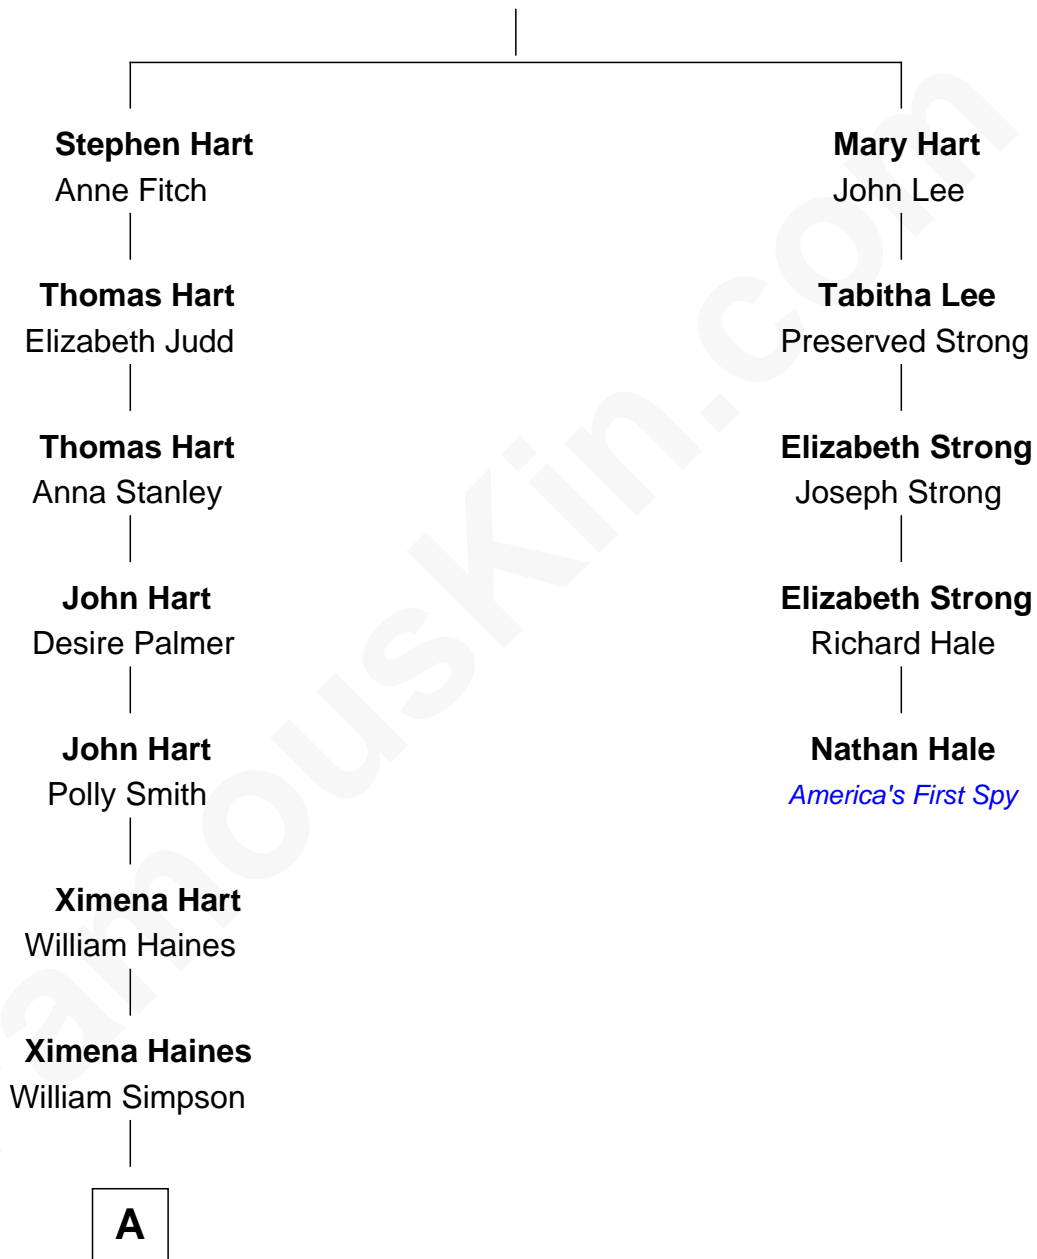 Stephen Hart
Anne Fitch
Thomas Hart
Elizabeth Judd
Thomas Hart
Anna Stanley
John Hart
Desire Palmer
John Hart
Polly Smith
Ximena Hart
William Haines
Ximena Haines
William Simpson
A
Mary Hart
John Lee
Tabitha Lee
Preserved Strong
Elizabeth Strong
Joseph Strong
Elizabeth Strong
Richard Hale
Nathan Hale
America's First Spy
amouskin.com